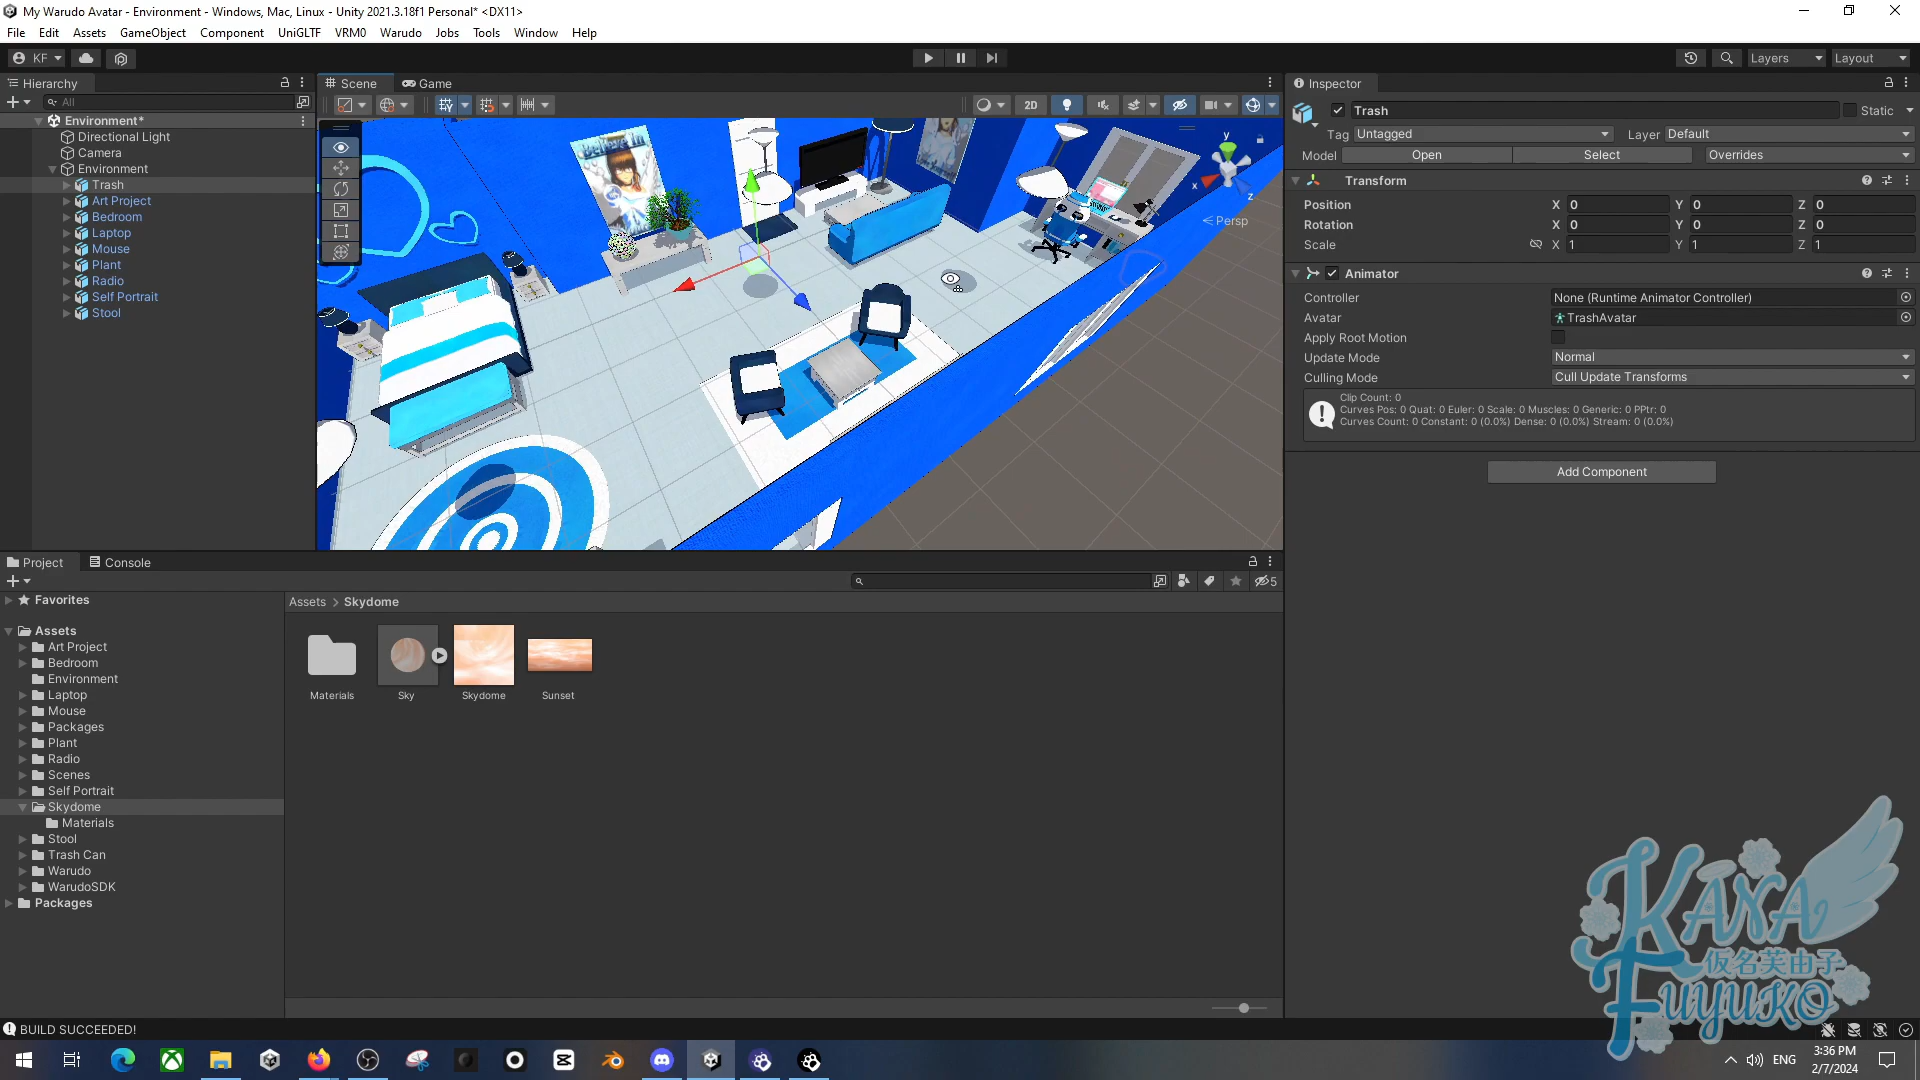 My Warudo Avatar - Environment - Windows, Mac, Linux - Unity 2021.3.18f1 Personal* <DX11>
File Edit Assets GameObject Component UniGLTF VRM0 Warudo Jobs Tools Window Help
KF
Layers
Layout
Hierarchy
All
Environment*
Directional Light
Camera
Environment
Trash
Art Project
Bedroom
Laptop
Mouse
Plant
Radio
Self Portrait
Stool
Scene Game
2D
Believe In
y
x
z
< Persp
Inspector
Trash
Static
Tag Untagged Layer Default
Model Open Select Overrides
Transform
Position X 0 Y 0 Z 0
Rotation X 0 Y 0 Z 0
Scale X 1 Y 1 Z 1
Animator
Controller None (Runtime Animator Controller)
Avatar TrashAvatar
Apply Root Motion
Update Mode Normal
Culling Mode Cull Update Transforms
Clip Count: 0
Curves Pos: 0 Quat: 0 Euler: 0 Scale: 0 Muscles: 0 Generic: 0 PPtr: 0
Curves Count: 0 Constant: 0 (0.0%) Dense: 0 (0.0%) Stream: 0 (0.0%)
Add Component
Project Console
5
Favorites
Assets
Art Project
Bedroom
Environment
Laptop
Mouse
Packages
Plant
Radio
Scenes
Self Portrait
Skydome
Materials
Stool
Trash Can
Warudo
WarudoSDK
Packages
Assets > Skydome
Materials Sky Skydome Sunset
KANA
仮名芙由子
FUYUKO
BUILD SUCCEEDED!
ENG
3:36 PM
2/7/2024